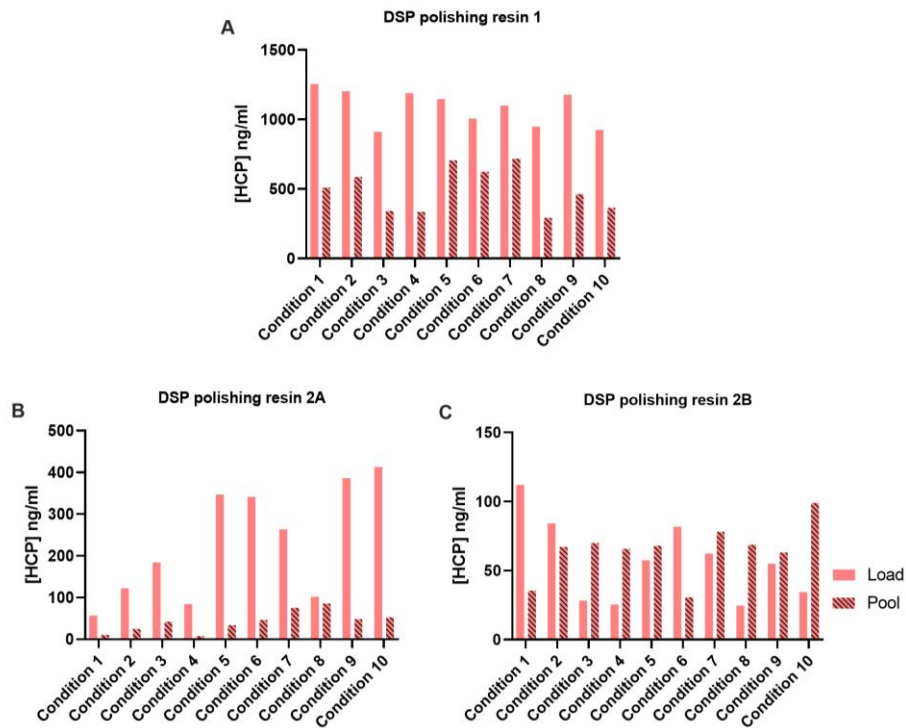 A
DSP polishing resin 1
[HCP] ng/ml
1500
1000
500
0
Condition 1
Condition 2
Condition 3
Condition 4
Condition 5
Condition 6
Condition 7
Condition 8
Condition 9
Condition 10
B
DSP polishing resin 2A
[HCP] ng/ml
500
400
300
200
100
0
Condition 1
Condition 2
Condition 3
Condition 4
Condition 5
Condition 6
Condition 7
Condition 8
Condition 9
Condition 10
C
DSP polishing resin 2B
[HCP] ng/ml
150
100
50
0
Condition 1
Condition 2
Condition 3
Condition 4
Condition 5
Condition 6
Condition 7
Condition 8
Condition 9
Condition 10
Load
Pool